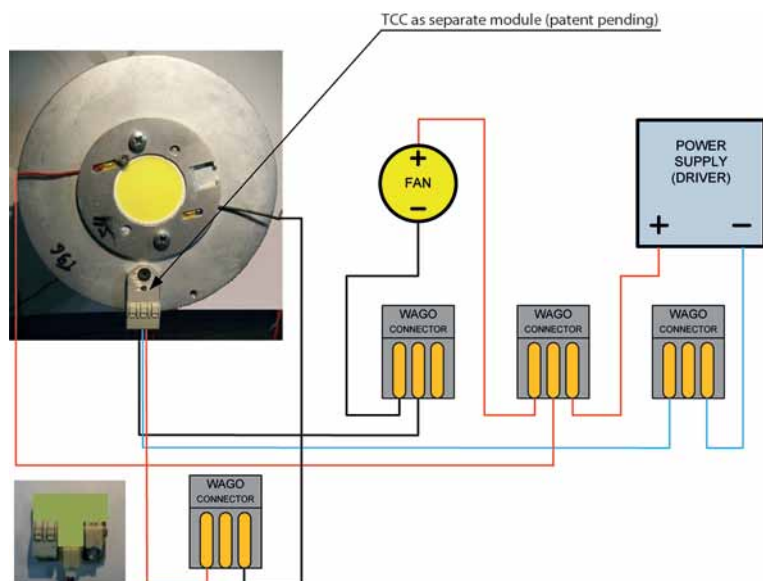 TCC as separate module (patent pending)
+
FAN
−
POWER
SUPPLY
(DRIVER)
+ −
WAGO
CONNECTOR
WAGO
CONNECTOR
WAGO
CONNECTOR
WAGO
CONNECTOR